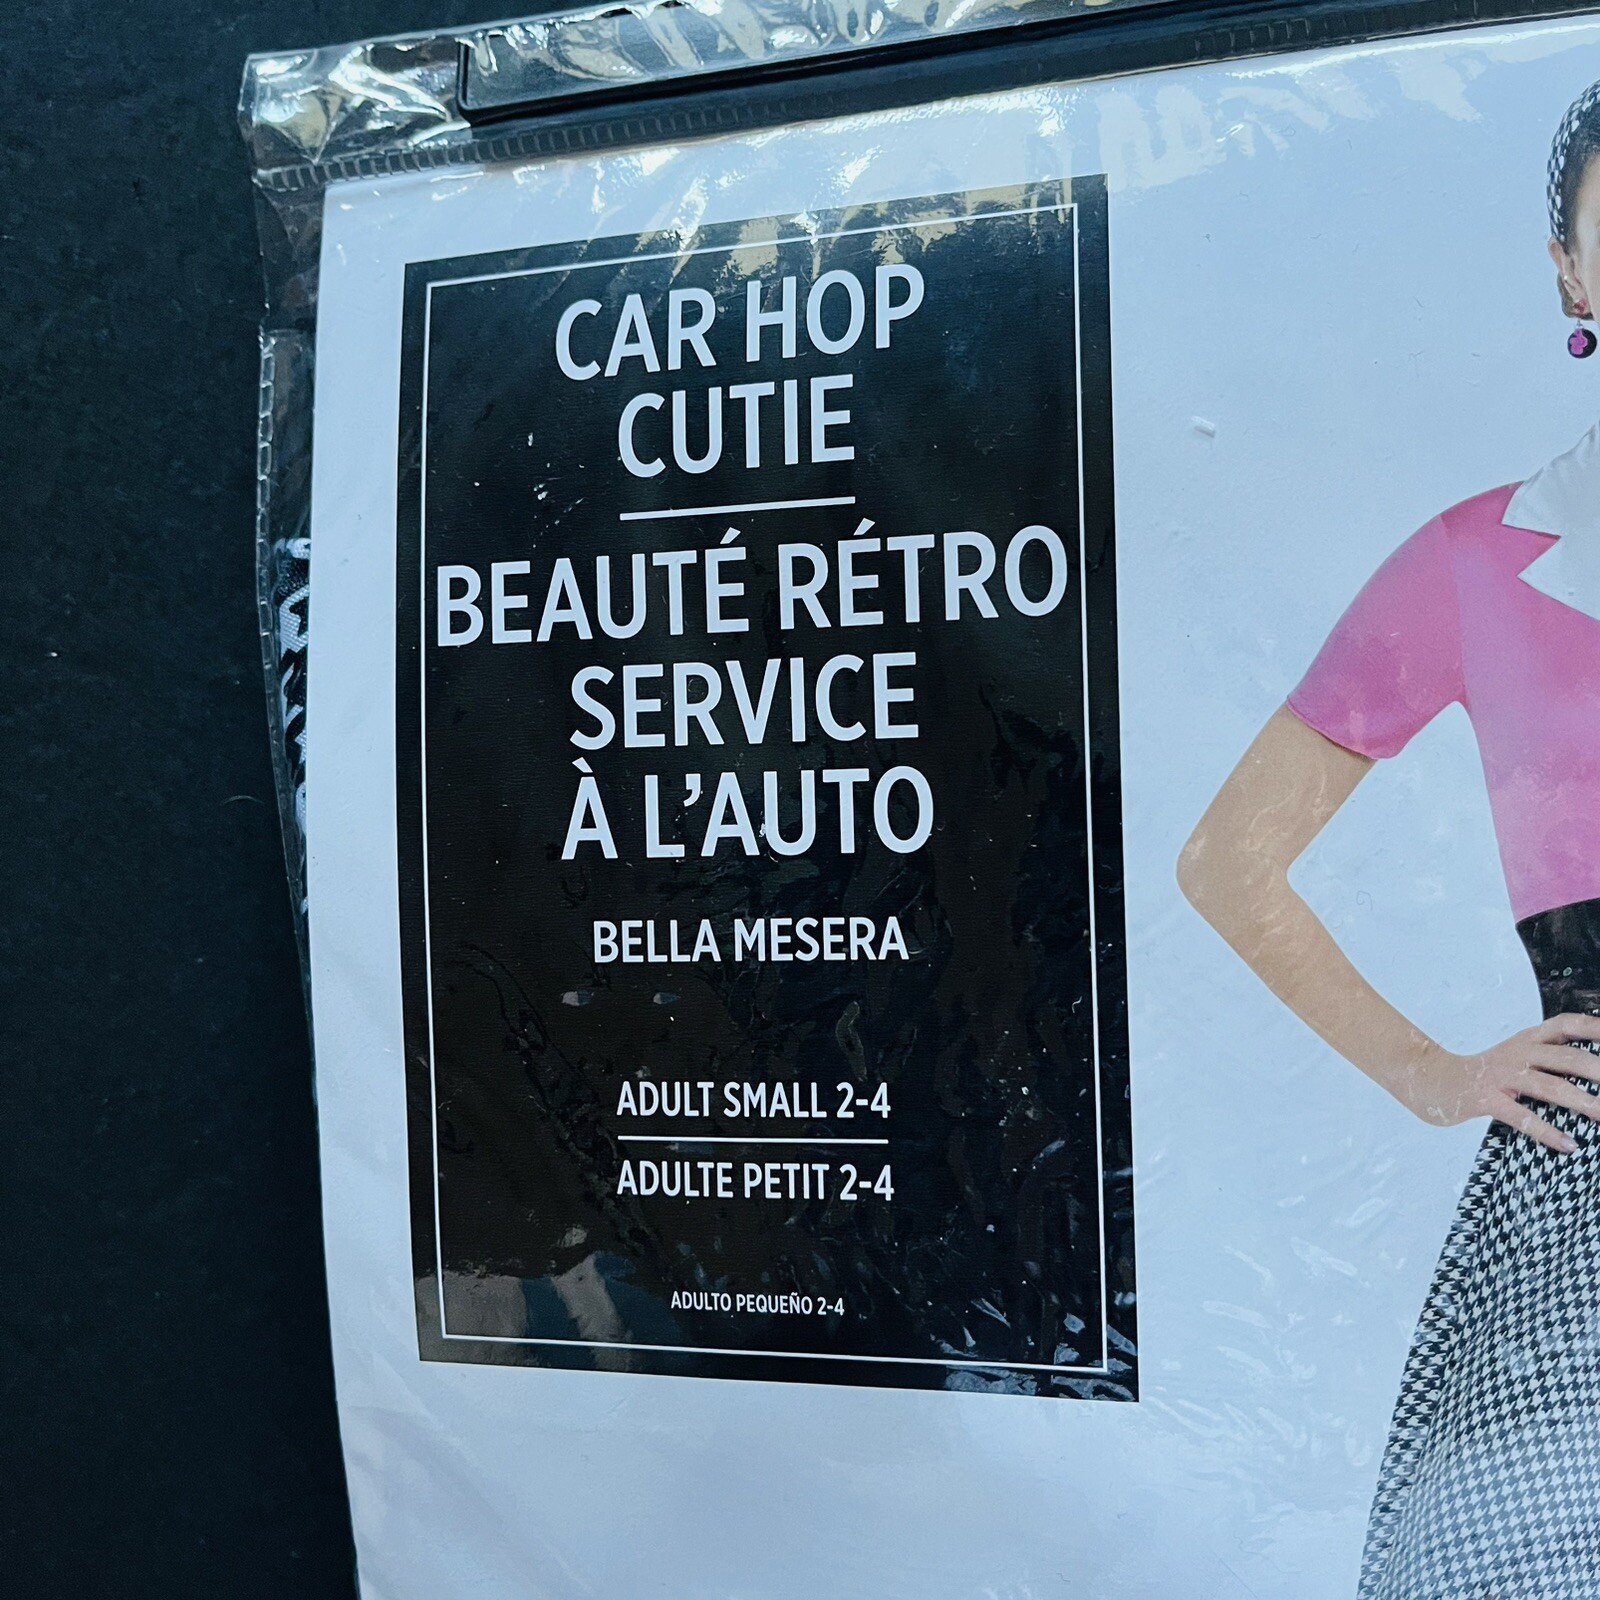 CAR HOP
CUTIE
BEAUTÉ RÉTRO
SERVICE
À L'AUTO
BELLA MESERA
ADULT SMALL 2-4
ADULTE PETIT 2-4
ADULTO PEQUEÑO 2-4